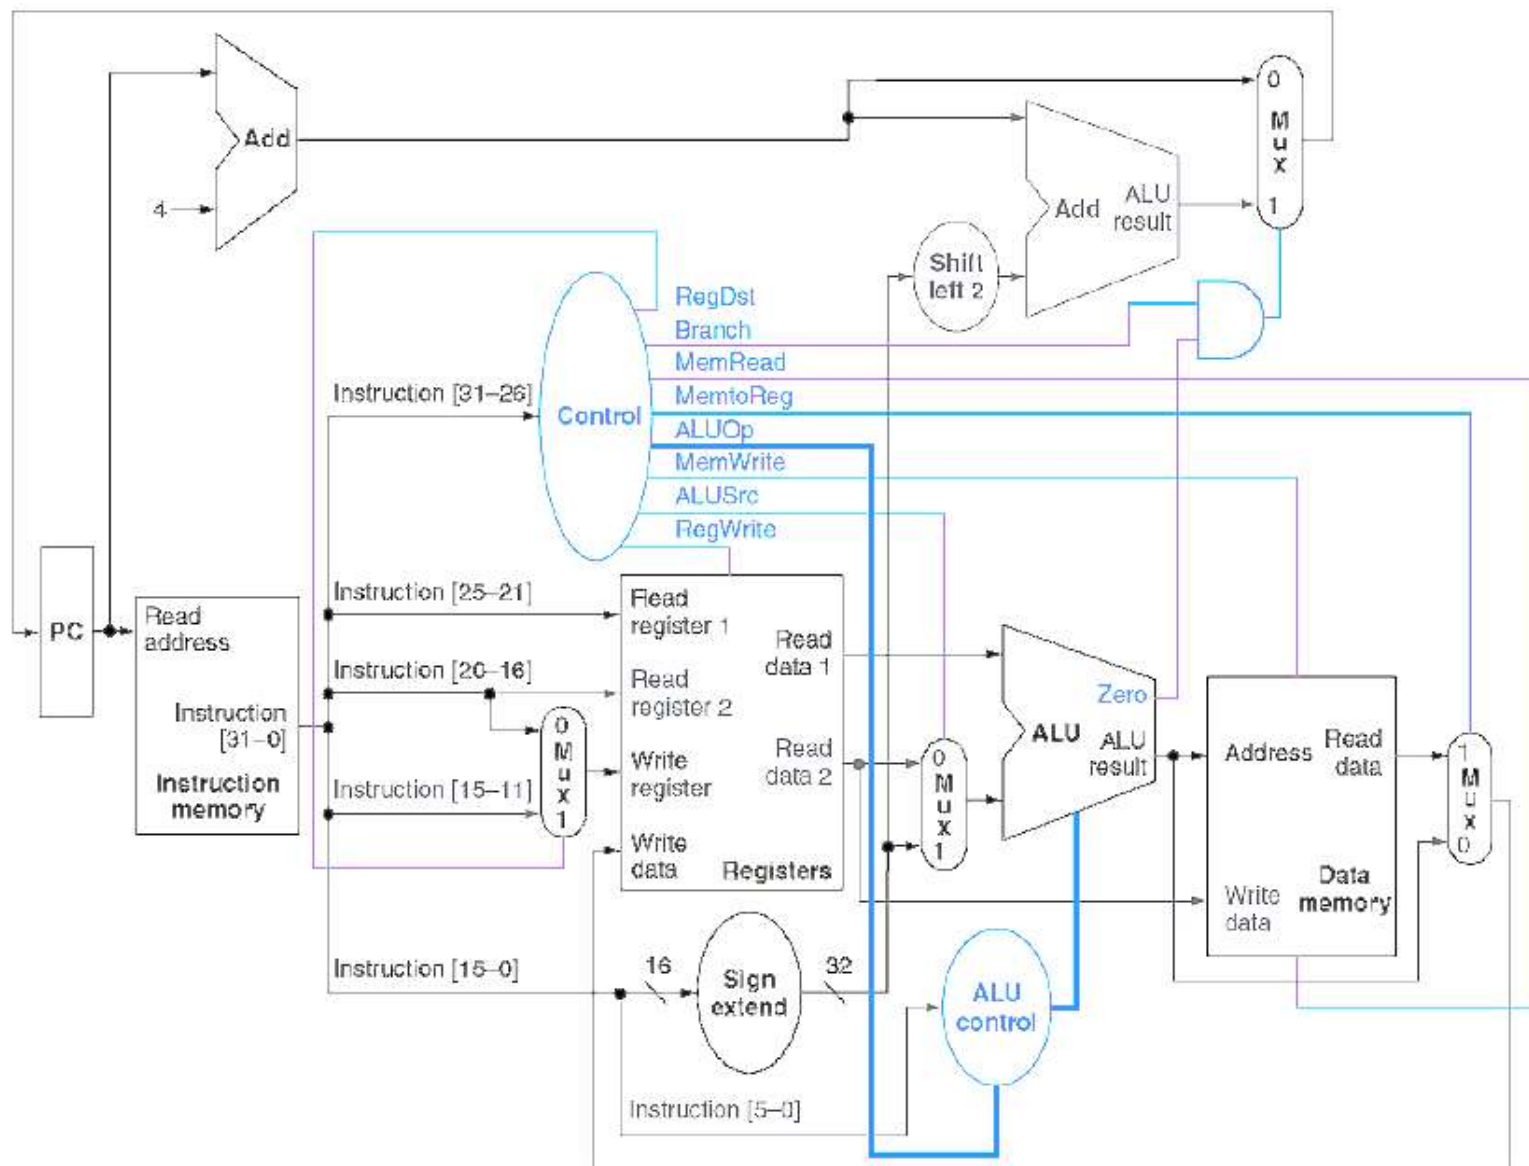 Add
4
0
Mux
1
Add
ALU
result
Shift
left 2
RegDst
Branch
MemRead
MemtoReg
ALUOp
MemWrite
ALUSrc
RegWrite
Control
Instruction [31–26]
Instruction [25–21]
Instruction [20–16]
Instruction [15–11]
Instruction [15–0]
PC
Read
address
Instruction
[31–0]
Instruction
memory
0
Mux
1
Read
register 1
Read
register 2
Write
register
Write
data
Read
data 1
Read
data 2
Registers
0
Mux
1
Zero
ALU
ALU
result
Address
Read
data
Write
data
Data
memory
1
Mux
0
16
Sign
extend
32
ALU
control
Instruction [5–0]